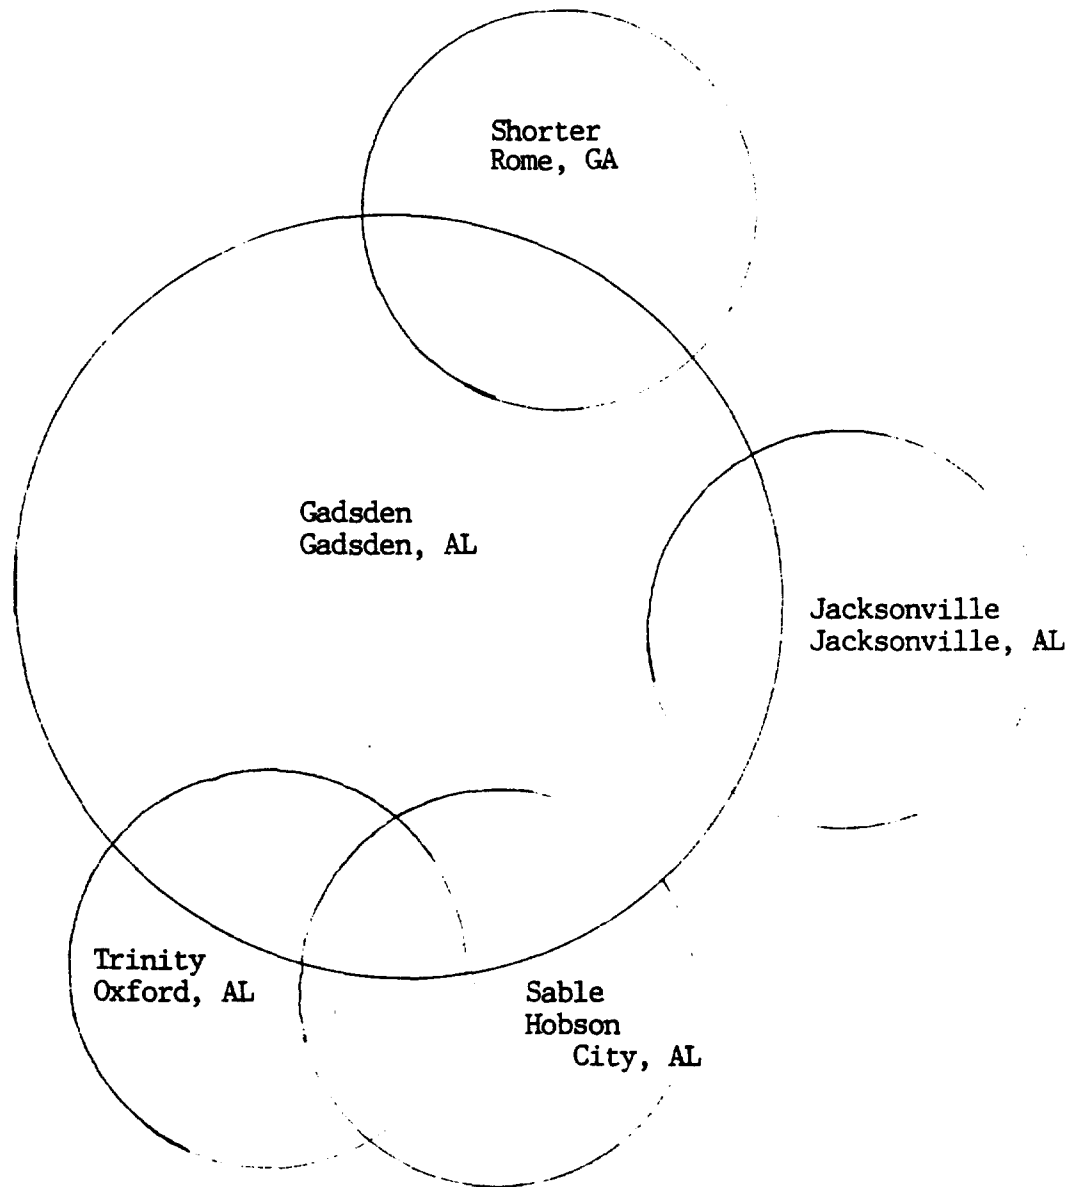 Shorter
Rome, GA
Gadsden
Gadsden, AL
Jacksonville
Jacksonville, AL
Trinity
Oxford, AL
Sable
Hobson
City, AL